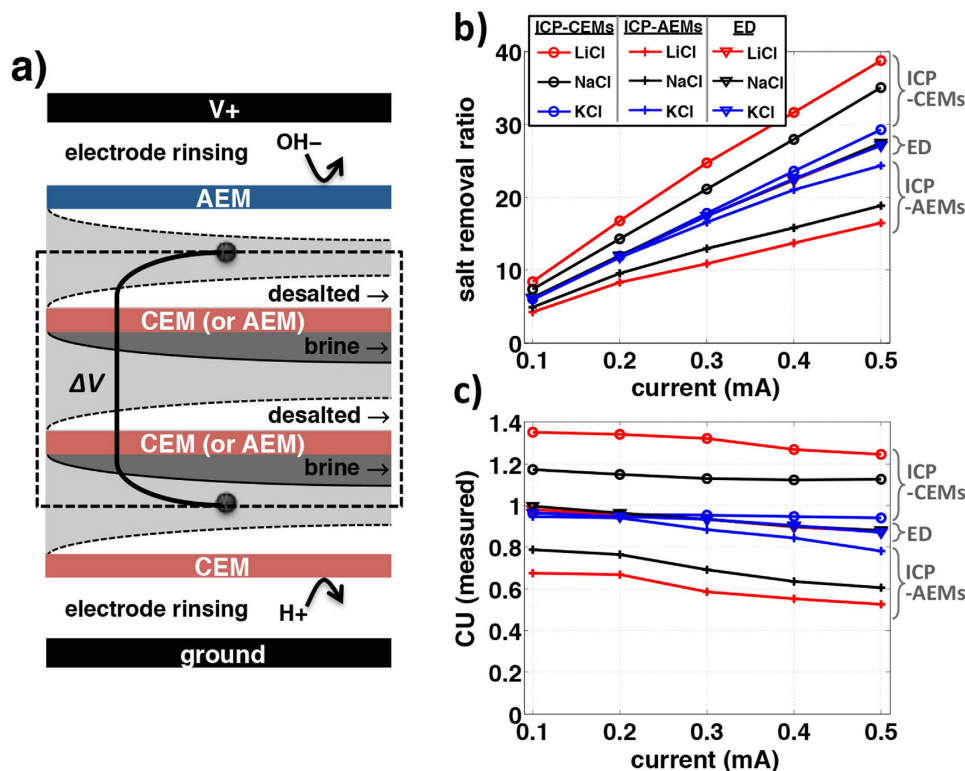 a)
V+
electrode rinsing
OH−
AEM
desalted →
CEM (or AEM)
brine →
ΔV
desalted →
CEM (or AEM)
brine →
CEM
electrode rinsing
H+
ground
b)
ICP-CEMs ICP-AEMs ED
LiCl LiCl LiCl
NaCl NaCl NaCl
KCl KCl KCl
40
30
20
10
0
salt removal ratio
0.1 0.2 0.3 0.4 0.5
current (mA)
ICP
-CEMs
ED
ICP
-AEMs
c)
1.4
1.2
1
0.8
0.6
0.4
0.2
0
CU (measured)
0.1 0.2 0.3 0.4 0.5
current (mA)
ICP
-CEMs
ED
ICP
-AEMs